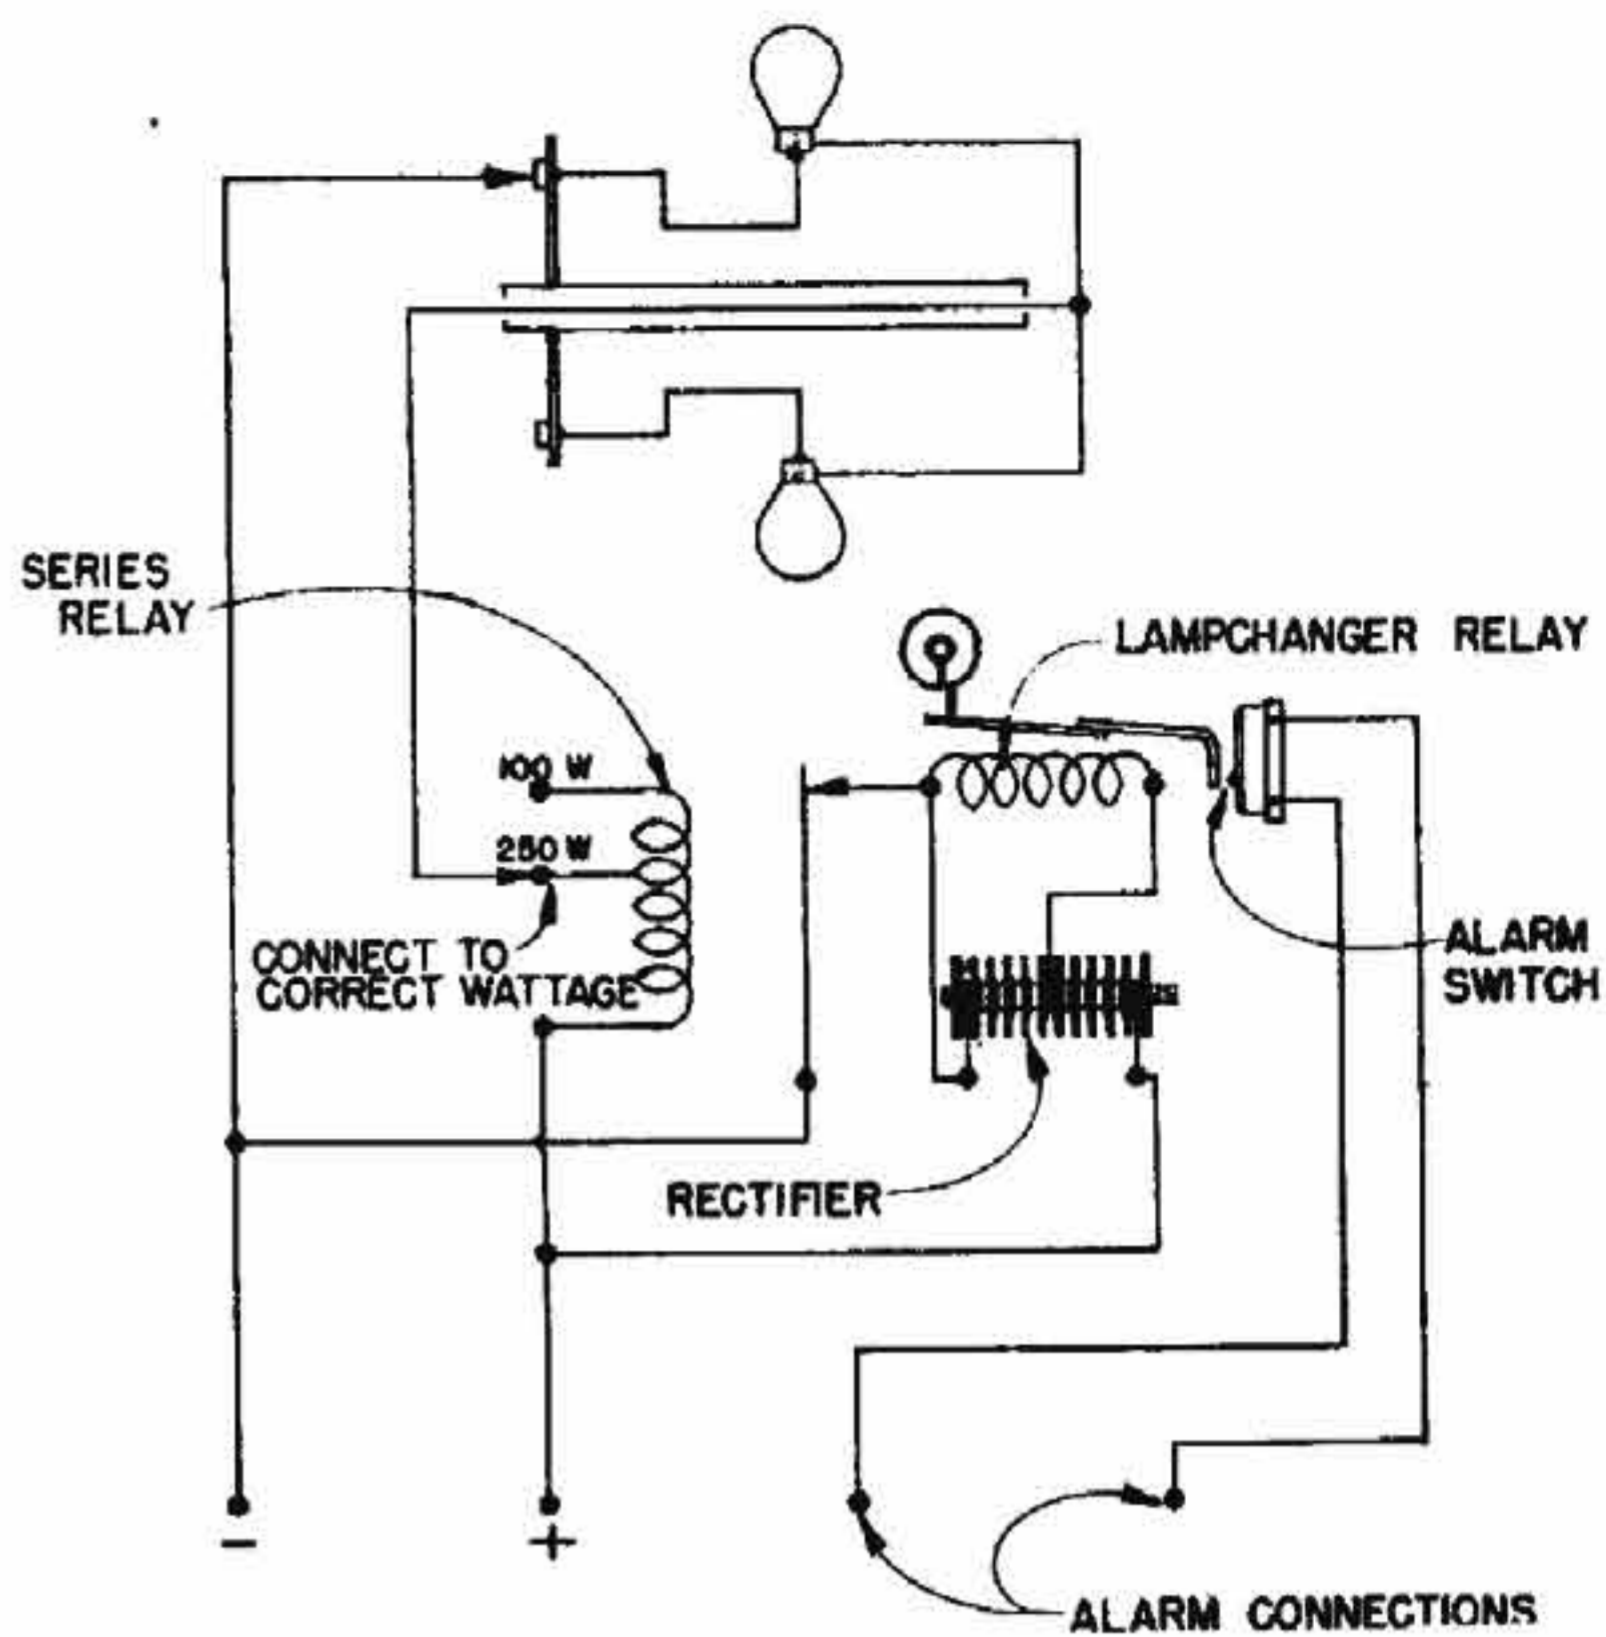 SERIES
RELAY
LAMPCHANGER RELAY
100 W
250 W
CONNECT TO
CORRECT WATTAGE
ALARM
SWITCH
RECTIFIER
-
+
ALARM CONNECTIONS